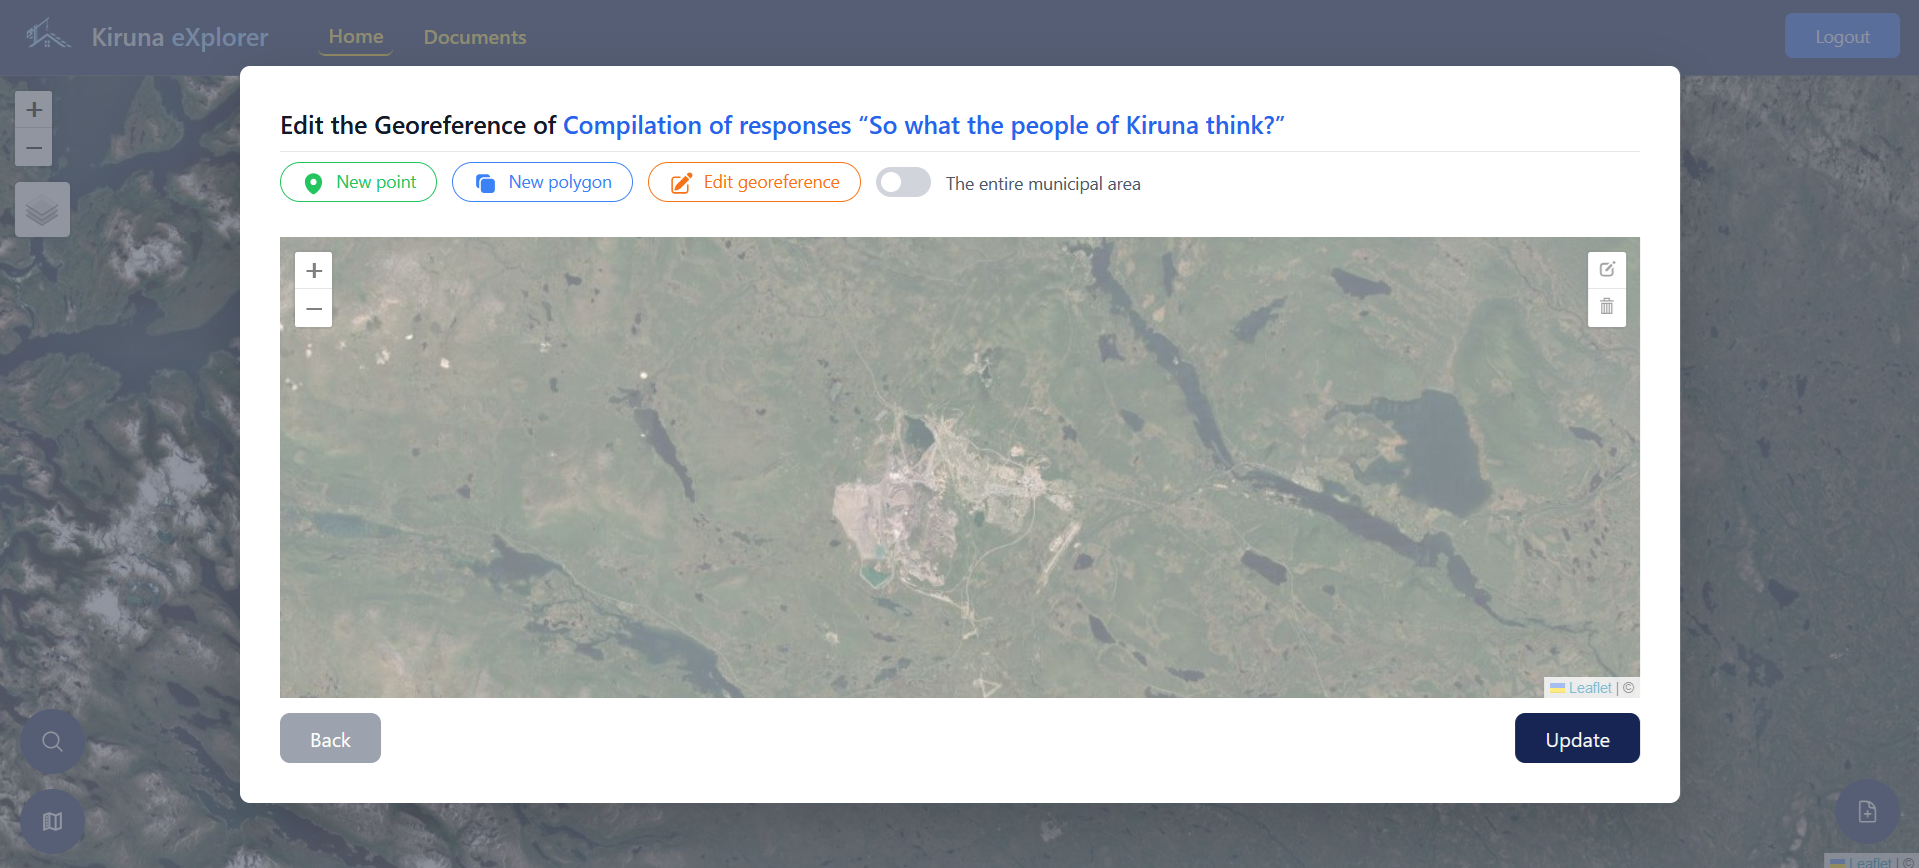 Kiruna eXplorer
Home
Documents
Logout
+
−
Edit the Georeference of Compilation of responses “So what the people of Kiruna think?”
New point
New polygon
Edit georeference
The entire municipal area
+
−
Leaflet | ©
Back
Update
Leaflet | ©